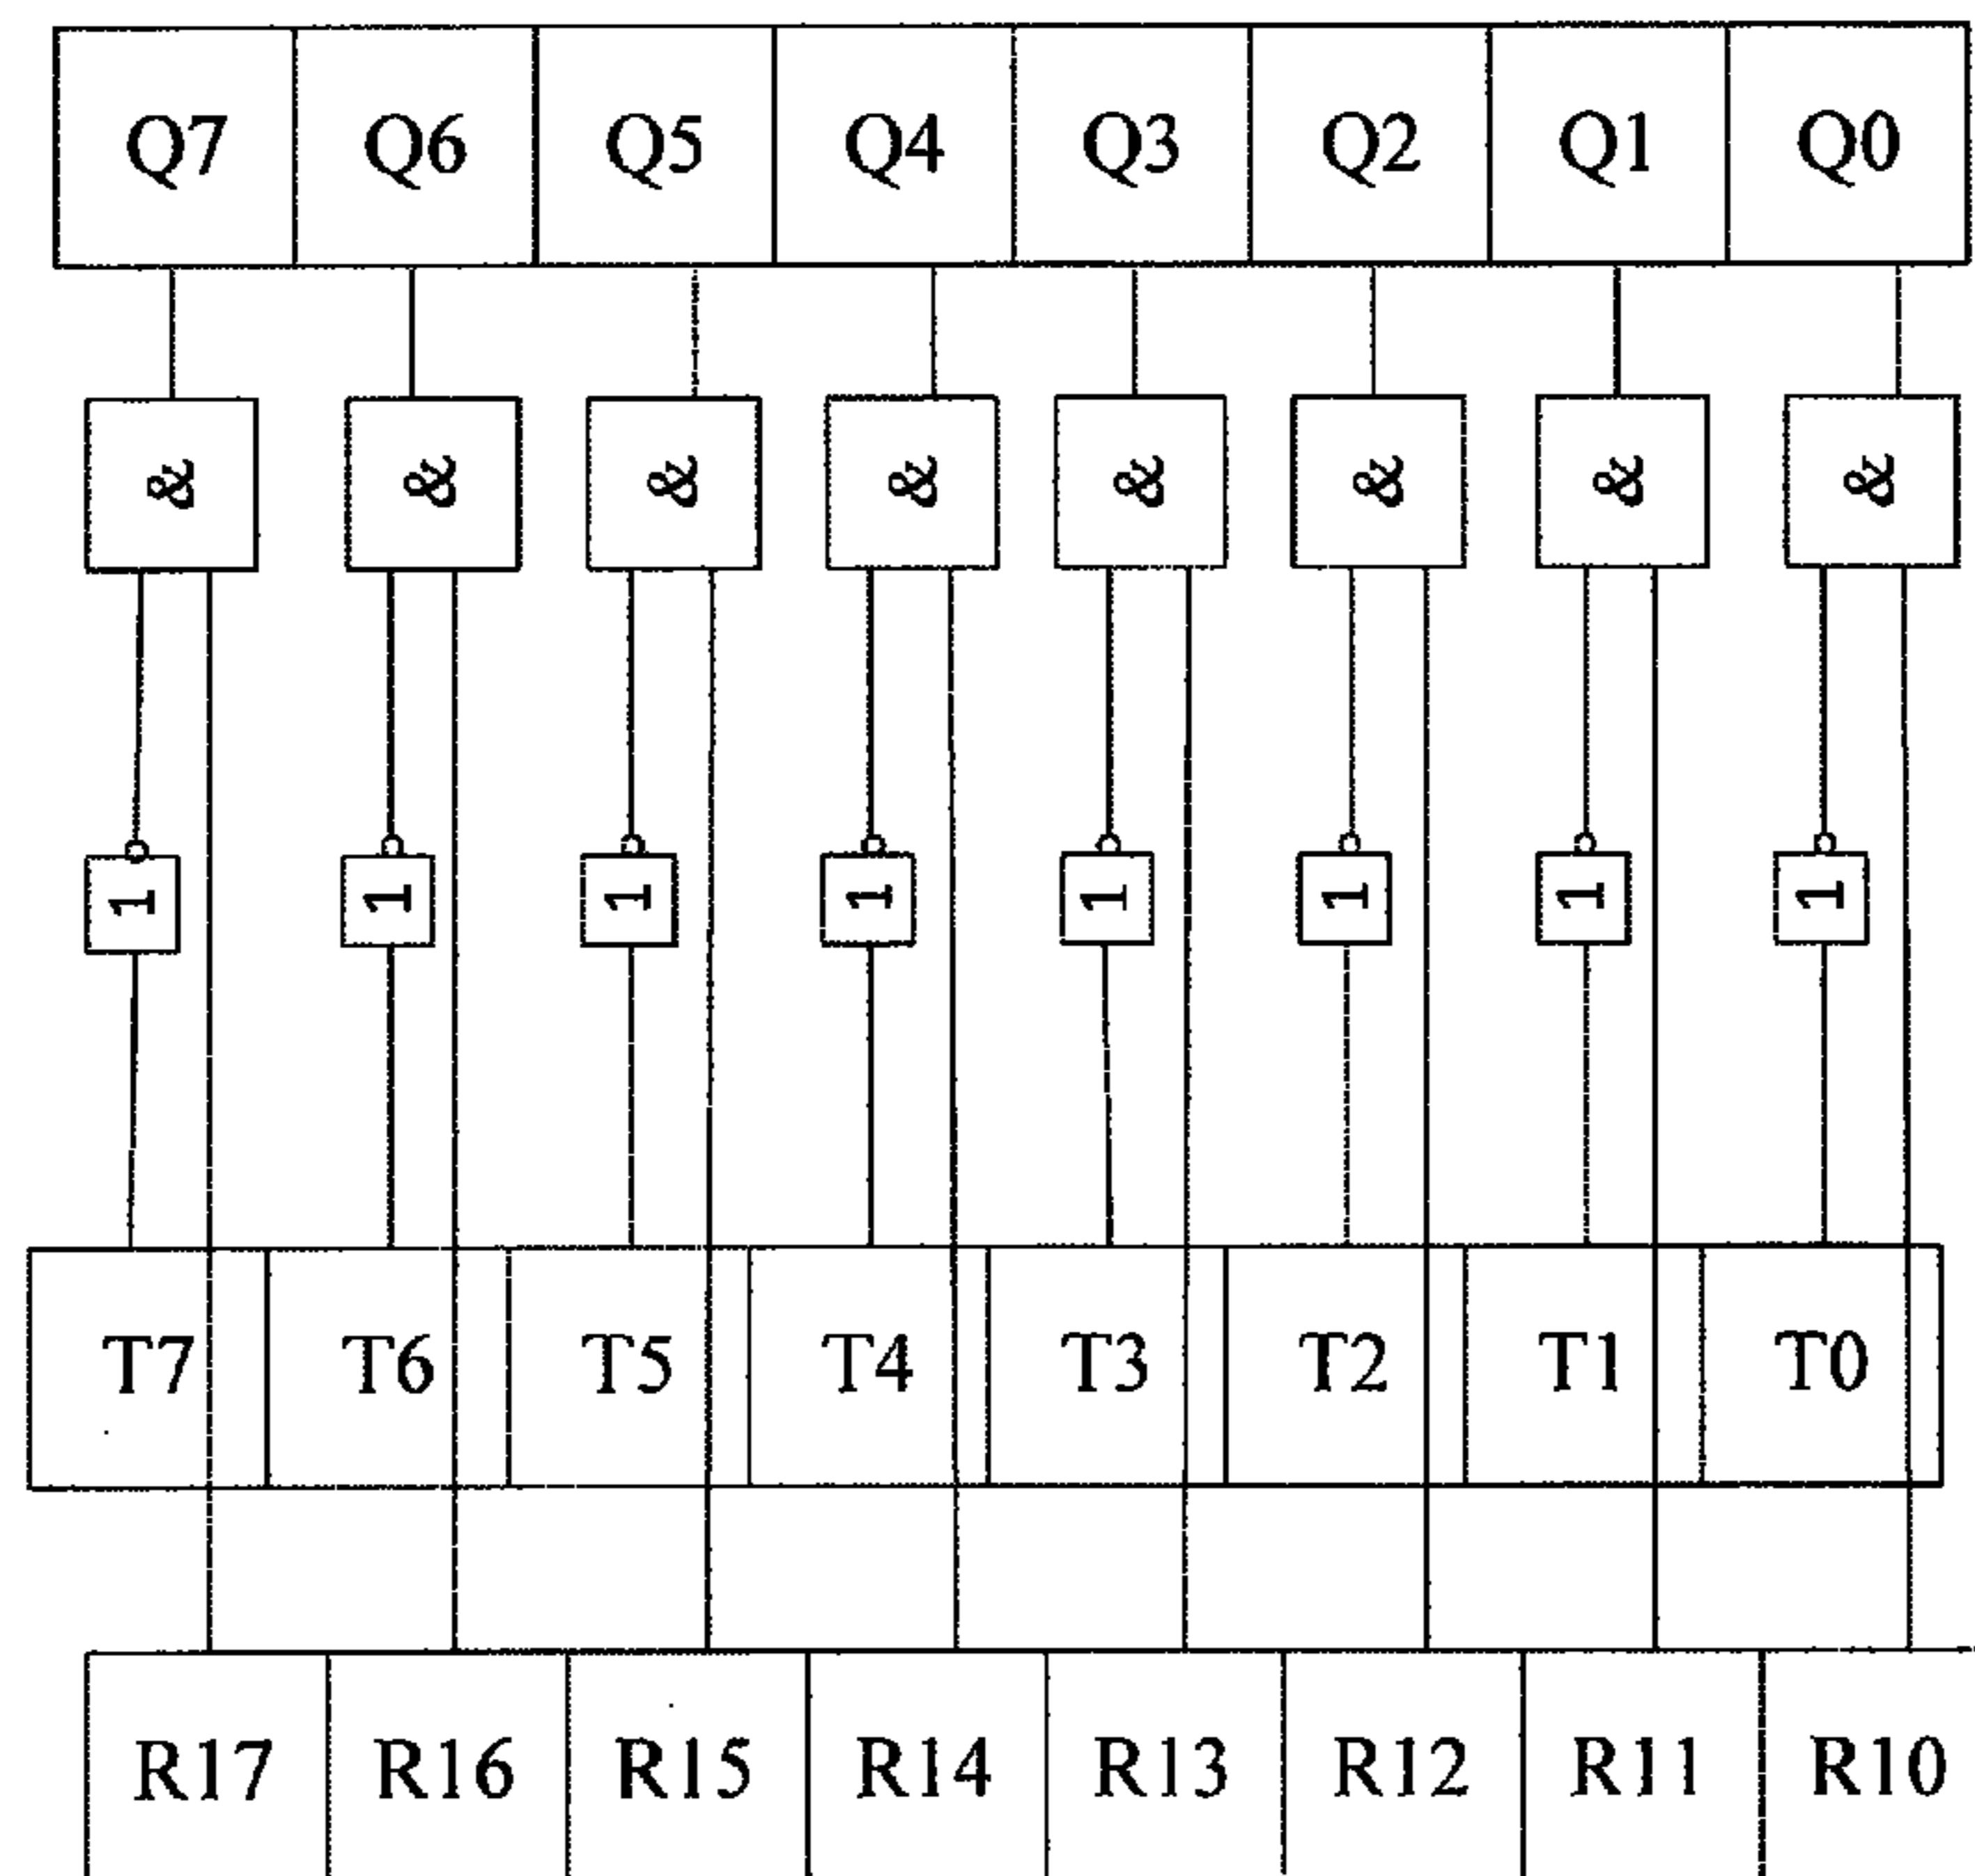 Q7 Q6 Q5 Q4 Q3 Q2 Q1 Q0
& & & & & & & &
1 1 1 1 1 1 1 1
T7 T6 T5 T4 T3 T2 T1 T0
R17 R16 R15 R14 R13 R12 R11 R10